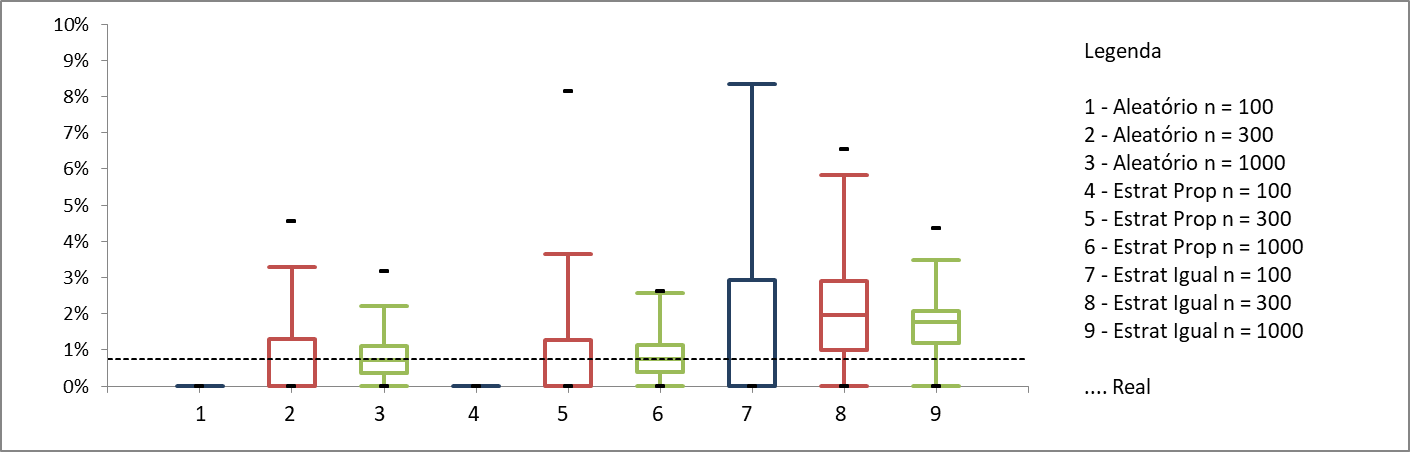 10%
9%
8%
7%
6%
5%
4%
3%
2%
1%
0%
1 2 3 4 5 6 7 8 9
Legenda
1 - Aleatório n = 100
2 - Aleatório n = 300
3 - Aleatório n = 1000
4 - Estrat Prop n = 100
5 - Estrat Prop n = 300
6 - Estrat Prop n = 1000
7 - Estrat Igual n = 100
8 - Estrat Igual n = 300
9 - Estrat Igual n = 1000
.... Real